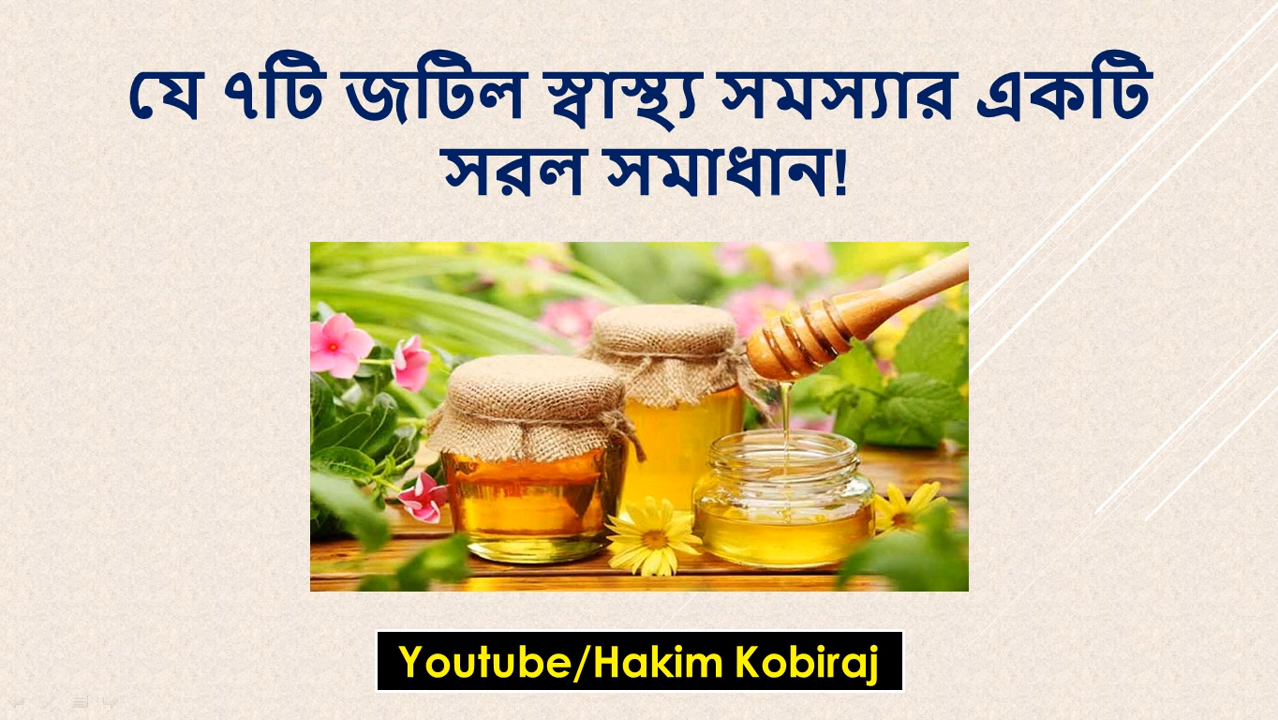 যে ৭টি জটিল স্বাস্থ্য সমস্যার একটি
সরল সমাধান!
Youtube/Hakim Kobiraj